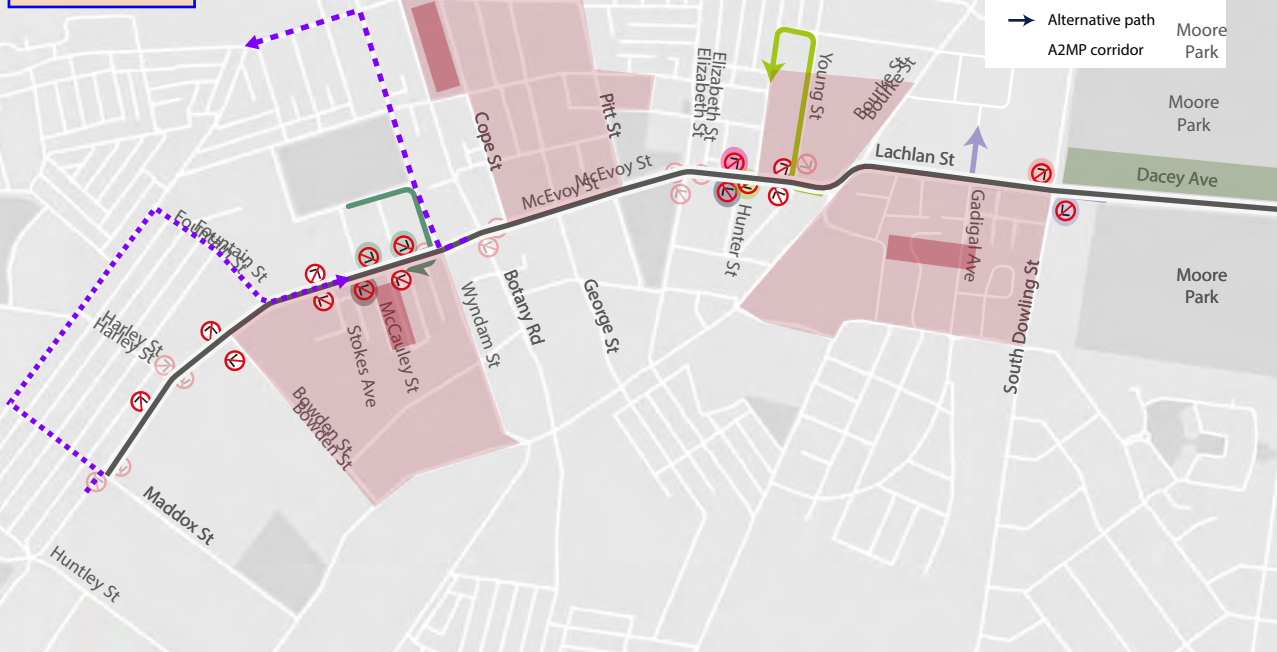 Alternative path
A2MP corridor
Moore
Park
Moore
Park
Dacey Ave
Moore
Park
Lachlan St
Bourke St
Bourke St
Young St
Elizabeth St
Elizabeth St
Pitt St
Cope St
McEvoy St
McEvoy St
Hunter St
Gadigal Ave
South Dowling St
George St
Botany Rd
Wyndam St
McCauley St
Stokes Ave
Fountain St
Fountain St
Harley St
Harley St
Bowden St
Bowden St
Maddox St
Huntley St